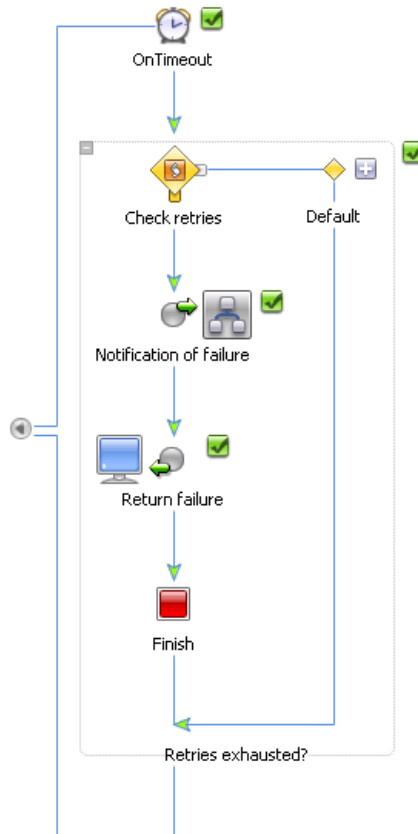 OnTimeout
Check retries
Default
Notification of failure
Return failure
Finish
Retries exhausted?